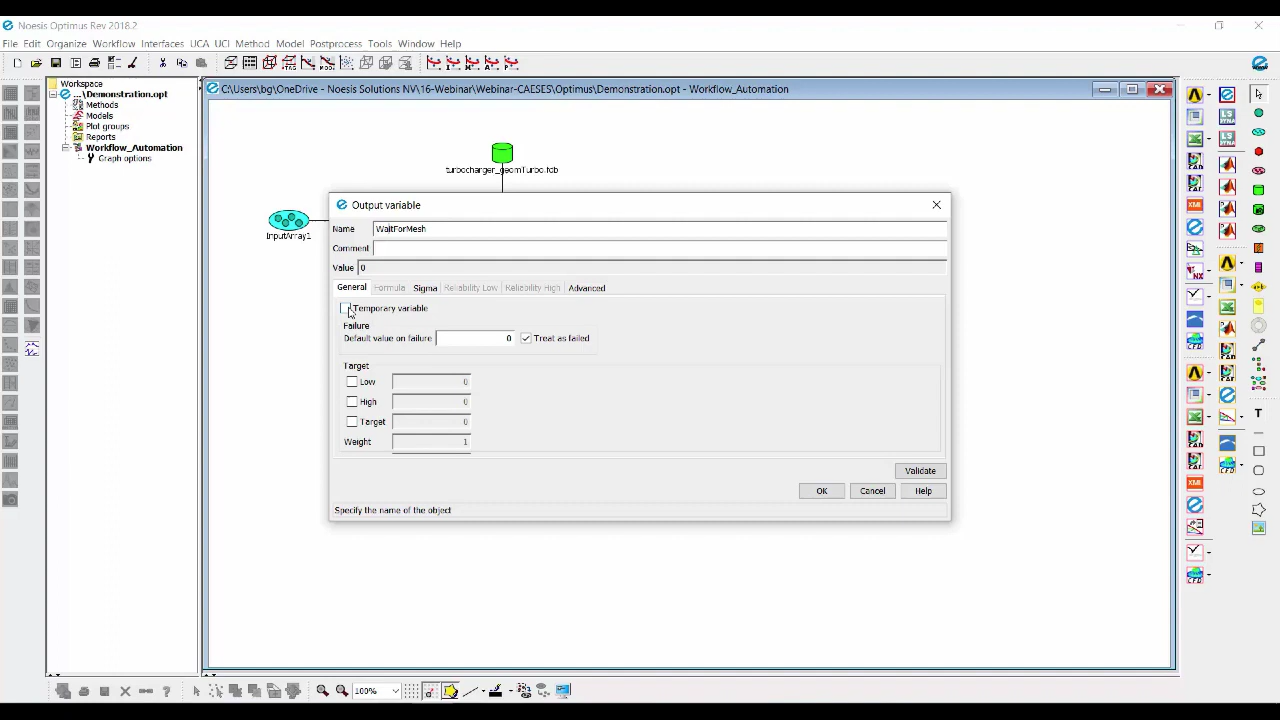 Noesis Optimus Rev 2018.2
File Edit Organize Workflow Interfaces UCA UCI Method Model Postprocess Tools Window Help
Workspace
...\Demonstration.opt
Methods
Models
Plot groups
Reports
Workflow_Automation
Graph options
C:\Users\bg\OneDrive - Noesis Solutions NV\16-Webinar\Webinar-CAESES\Optimus\Demonstration.opt - Workflow_Automation
turbocharger_geomTurbo.fdb
InputArray1
Output variable
Name WaitForMesh
Comment
Value 0
General Formula Sigma Reliability Low Reliability High Advanced
Temporary variable
Failure
Default value on failure 0 Treat as failed
Target
Low 0
High 0
Target 0
Weight 1
Validate
OK Cancel Help
Specify the name of the object
100%